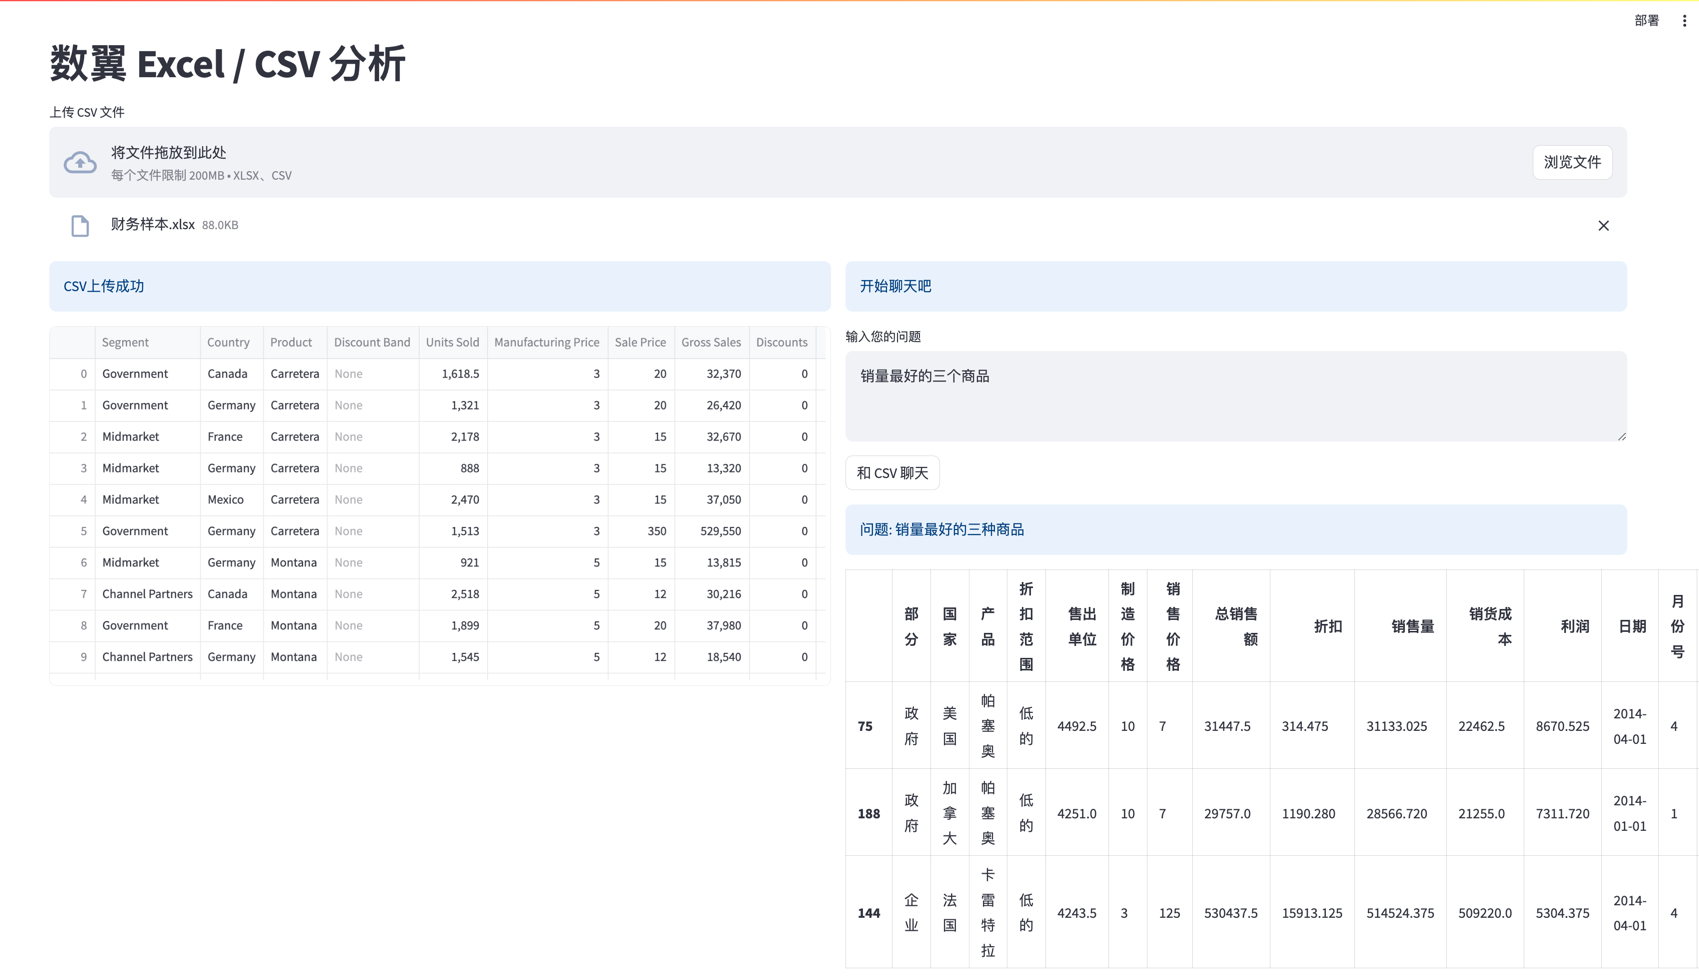 部署
数翼 Excel / CSV 分析
上传 CSV 文件
将文件拖放到此处
每个文件限制 200MB • XLSX、CSV
浏览文件
财务样本.xlsx 88.0KB
CSV上传成功
Segment Country Product Discount Band Units Sold Manufacturing Price Sale Price Gross Sales Discounts
0 Government Canada Carretera None 1,618.5 3 20 32,370 0
1 Government Germany Carretera None 1,321 3 20 26,420 0
2 Midmarket France Carretera None 2,178 3 15 32,670 0
3 Midmarket Germany Carretera None 888 3 15 13,320 0
4 Midmarket Mexico Carretera None 2,470 3 15 37,050 0
5 Government Germany Carretera None 1,513 3 350 529,550 0
6 Midmarket Germany Montana None 921 5 15 13,815 0
7 Channel Partners Canada Montana None 2,518 5 12 30,216 0
8 Government France Montana None 1,899 5 20 37,980 0
9 Channel Partners Germany Montana None 1,545 5 12 18,540 0
开始聊天吧
输入您的问题
销量最好的三个商品
和 CSV 聊天
问题: 销量最好的三种商品
部分 国家 产品 折扣范围 售出单位 制造价格 销售价格 总销售额 折扣 销售量 销货成本 利润 日期 月份号
75 政府 美国 帕塞奥 低的 4492.5 10 7 31447.5 314.475 31133.025 22462.5 8670.525 2014-04-01 4
188 政府 加拿大 帕塞奥 低的 4251.0 10 7 29757.0 1190.280 28566.720 21255.0 7311.720 2014-01-01 1
144 企业 法国 卡雷特拉 低的 4243.5 3 125 530437.5 15913.125 514524.375 509220.0 5304.375 2014-04-01 4